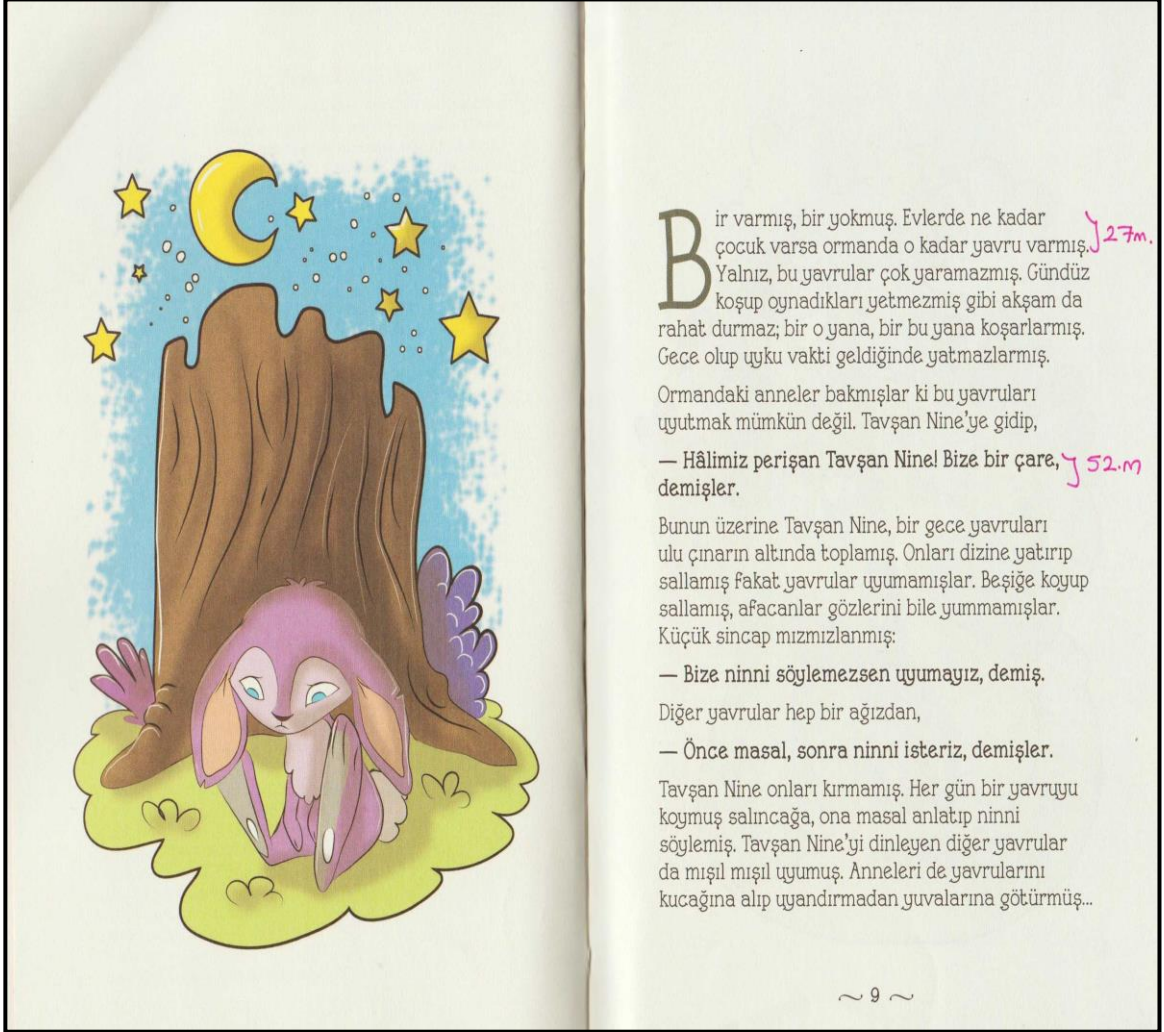 Bir varmış, bir yokmuş. Evlerde ne kadar
çocuk varsa ormanda o kadar yavru varmış. 27m.
Yalnız, bu yavrular çok yaramazmış. Gündüz
koşup oynadıkları yetmezmiş gibi akşam da
rahat durmaz; bir o yana, bir bu yana koşarlarmış.
Gece olup uyku vakti geldiğinde yatmazlarmış.
Ormandaki anneler bakmışlar ki bu yavruları
uyutmak mümkün değil. Tavşan Nine'ye gidip,
— Hâlimiz perişan Tavşan Nine! Bize bir çare, 52.m
demişler.
Bunun üzerine Tavşan Nine, bir gece yavruları
ulu çınarın altında toplamış. Onları dizine yatırıp
sallamış fakat yavrular uyumamışlar. Beşiğe koyup
sallamış, afacanlar gözlerini bile yummamışlar.
Küçük sincap mızmızlanmış:
— Bize ninni söylemezsen uyumayız, demiş.
Diğer yavrular hep bir ağızdan,
— Önce masal, sonra ninni isteriz, demişler.
Tavşan Nine onları kırmamış. Her gün bir yavruyu
koymuş salıncağa, ona masal anlatıp ninni
söylemiş. Tavşan Nine'yi dinleyen diğer yavrular
da mışıl mışıl uyumuş. Anneleri de yavrularını
kucağına alıp uyandırmadan yuvalarına götürmüş...
~ 9 ~